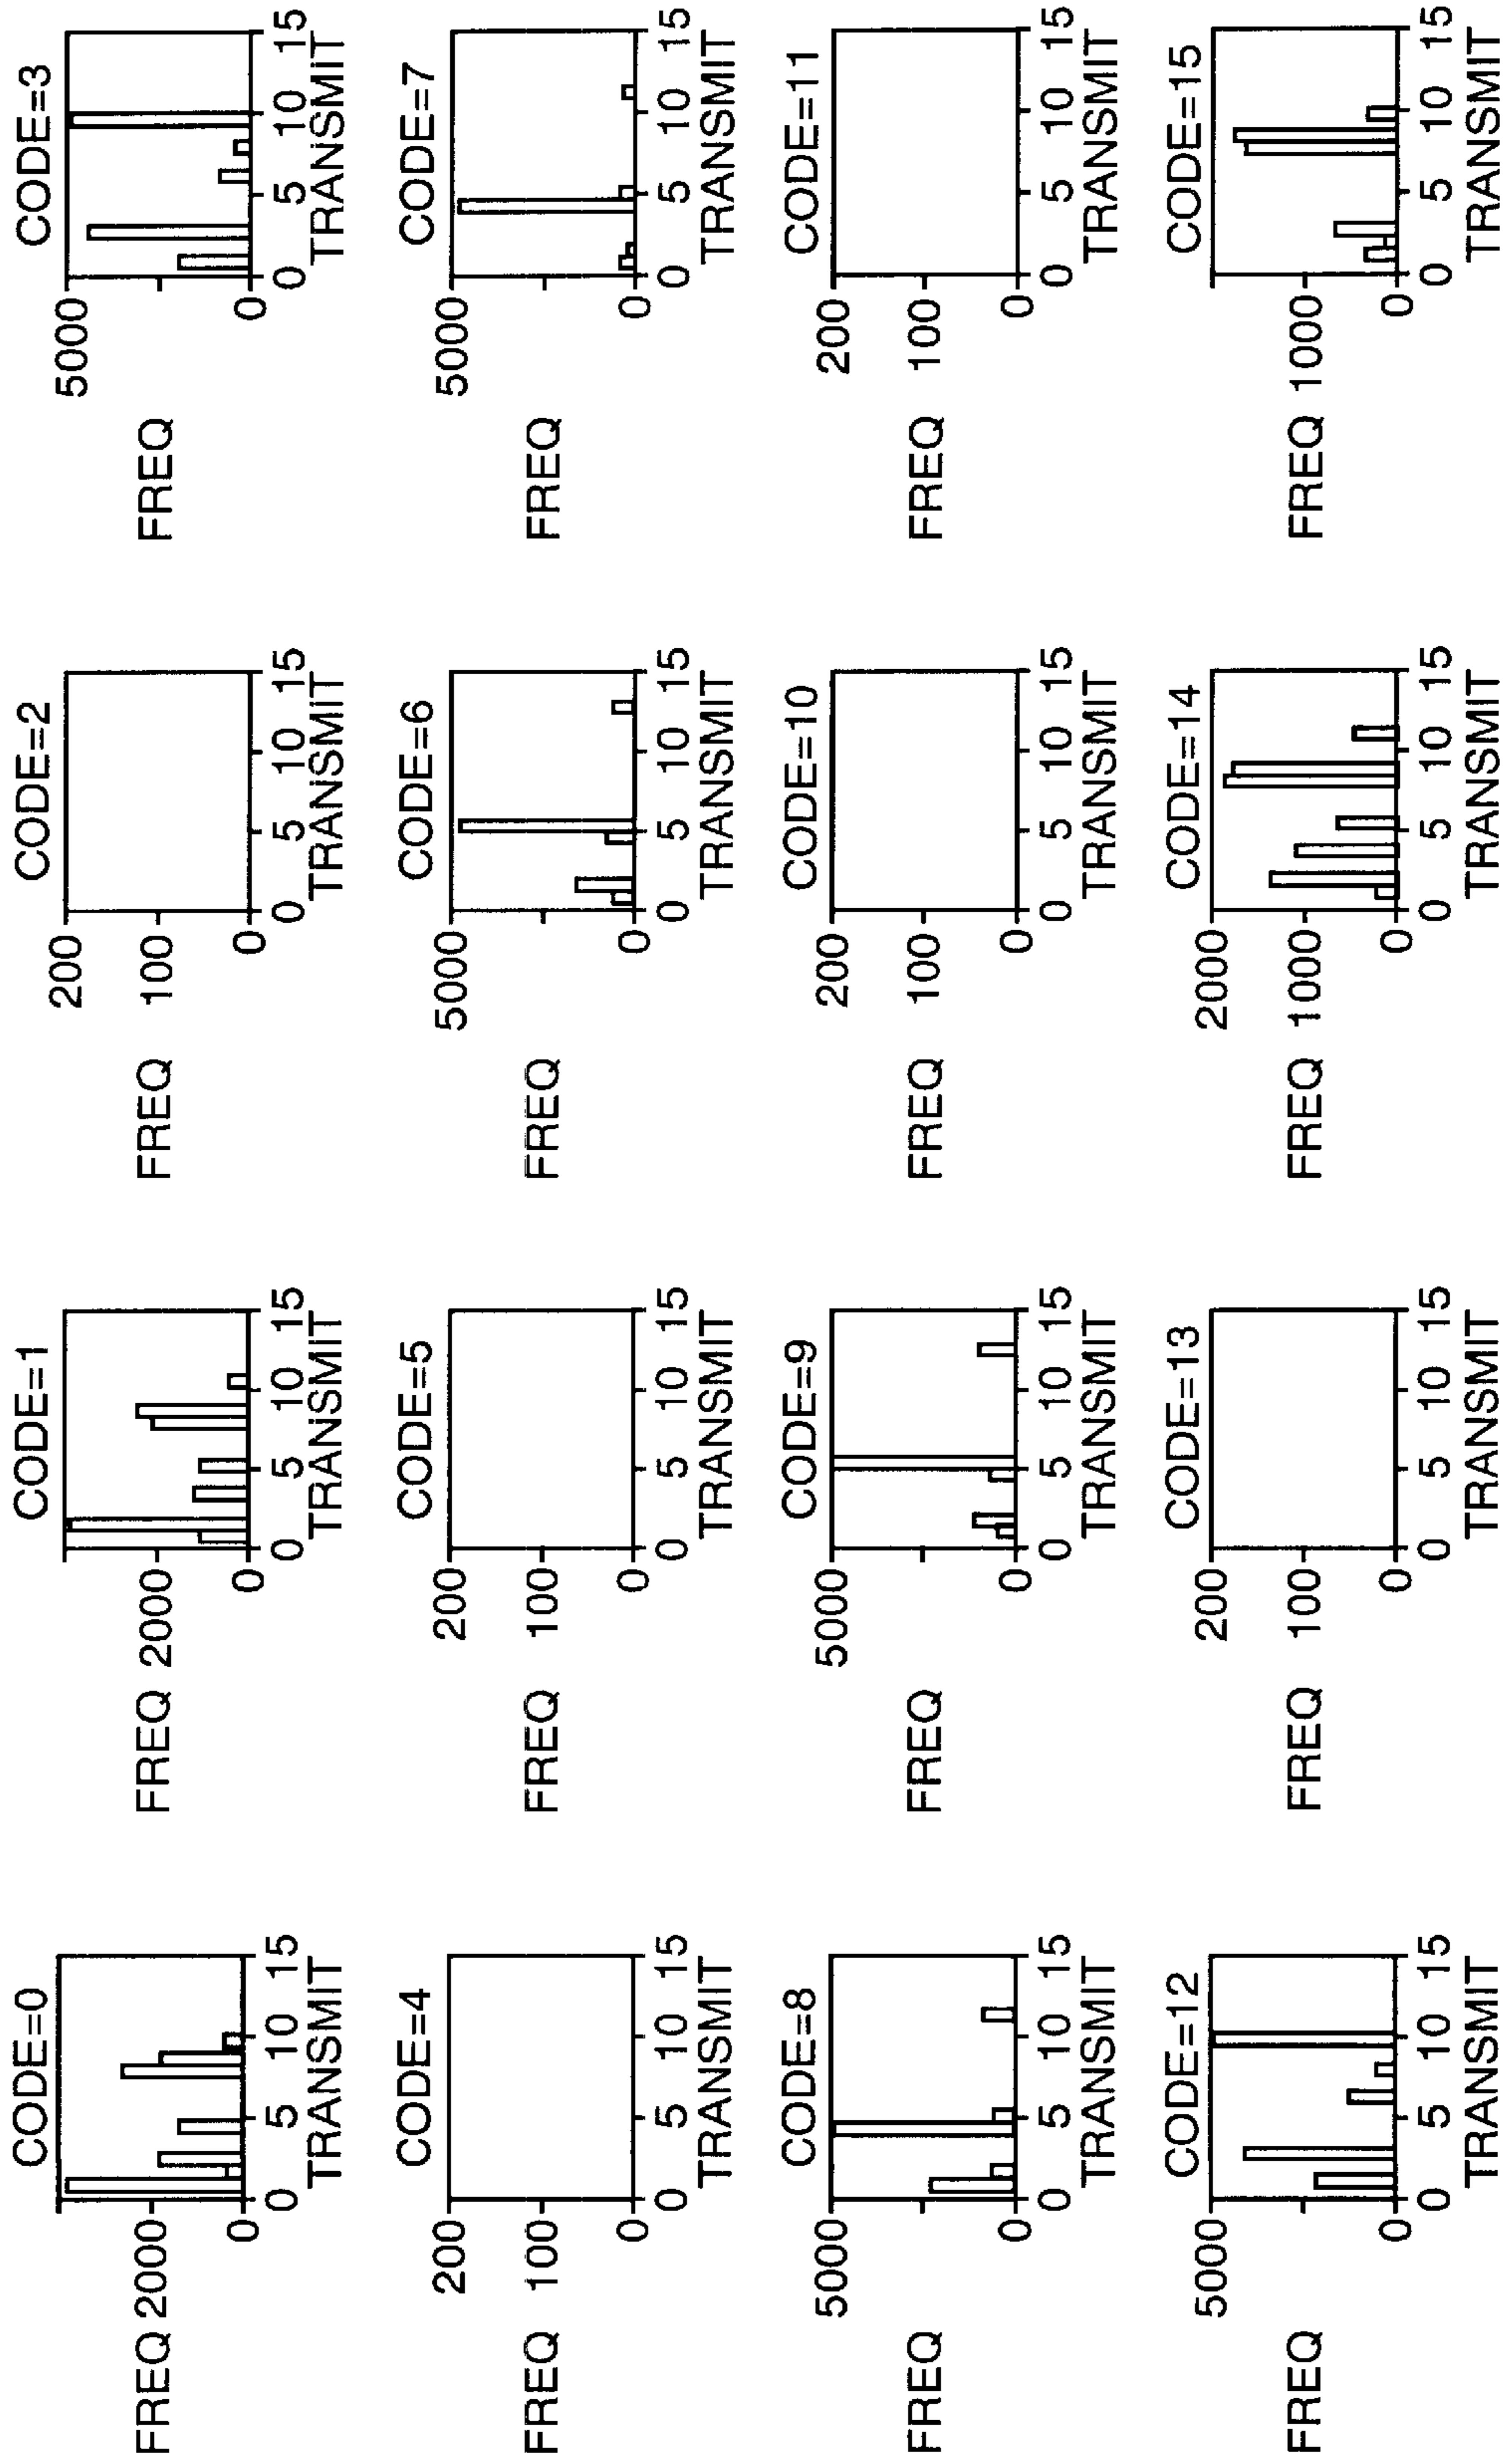 CODE=0
FREQ 2000
0
0 5 10 15
TRANSMIT
CODE=1
FREQ 2000
0
0 5 10 15
TRANSMIT
CODE=2
200
FREQ 100
0
0 5 10 15
TRANSMIT
CODE=3
5000
FREQ
0
0 5 10 15
TRANSMIT
CODE=4
200
FREQ 100
0
0 5 10 15
TRANSMIT
CODE=5
200
FREQ 100
0
0 5 10 15
TRANSMIT
CODE=6
5000
FREQ
0
0 5 10 15
TRANSMIT
CODE=7
5000
FREQ
0
0 5 10 15
TRANSMIT
CODE=8
5000
FREQ
0
0 5 10 15
TRANSMIT
CODE=9
5000
FREQ
0
0 5 10 15
TRANSMIT
CODE=10
200
FREQ 100
0
0 5 10 15
TRANSMIT
CODE=11
200
FREQ 100
0
0 5 10 15
TRANSMIT
CODE=12
5000
FREQ
0
0 5 10 15
TRANSMIT
CODE=13
200
FREQ 100
0
0 5 10 15
TRANSMIT
CODE=14
2000
FREQ 1000
0
0 5 10 15
TRANSMIT
CODE=15
FREQ 1000
0
0 5 10 15
TRANSMIT